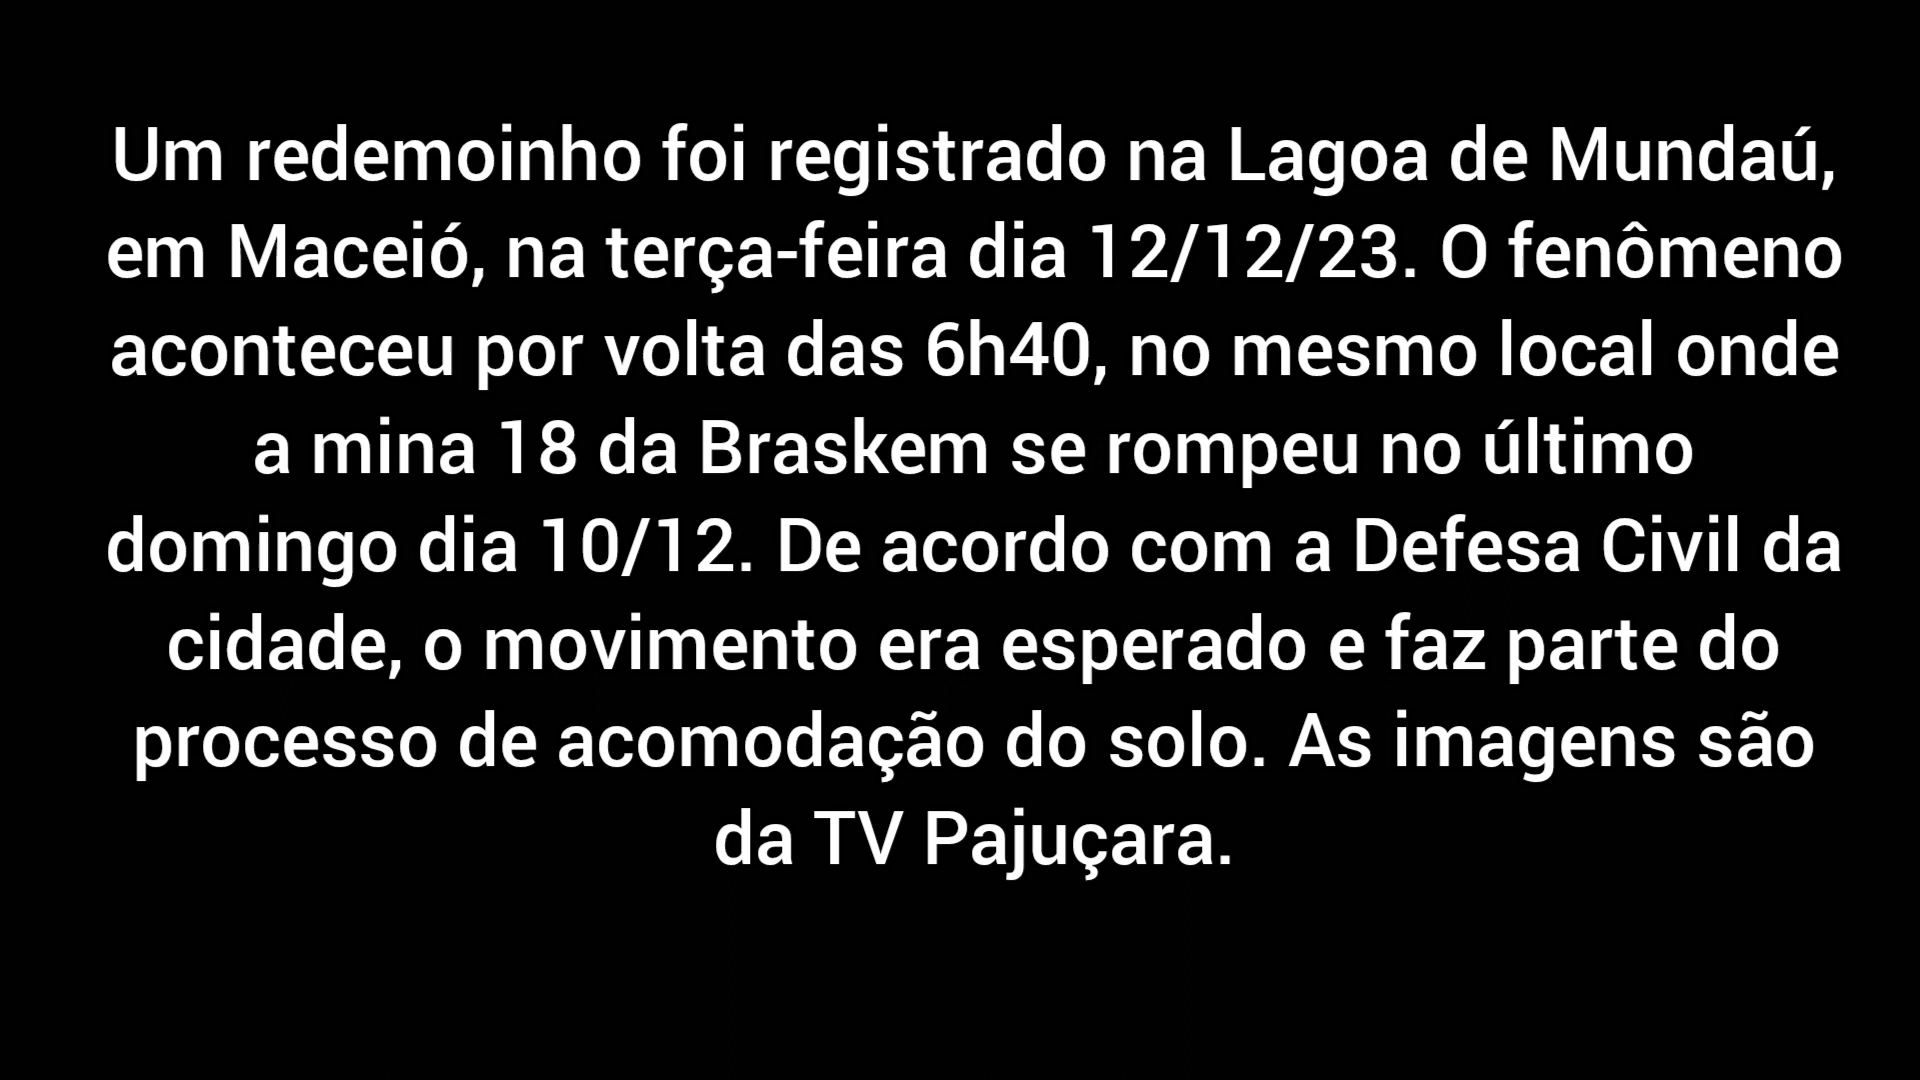 Um redemoinho foi registrado na Lagoa de Mundaú,
em Maceió, na terça-feira dia 12/12/23. O fenômeno
aconteceu por volta das 6h40, no mesmo local onde
a mina 18 da Braskem se rompeu no último
domingo dia 10/12. De acordo com a Defesa Civil da
cidade, o movimento era esperado e faz parte do
processo de acomodação do solo. As imagens são
da TV Pajuçara.